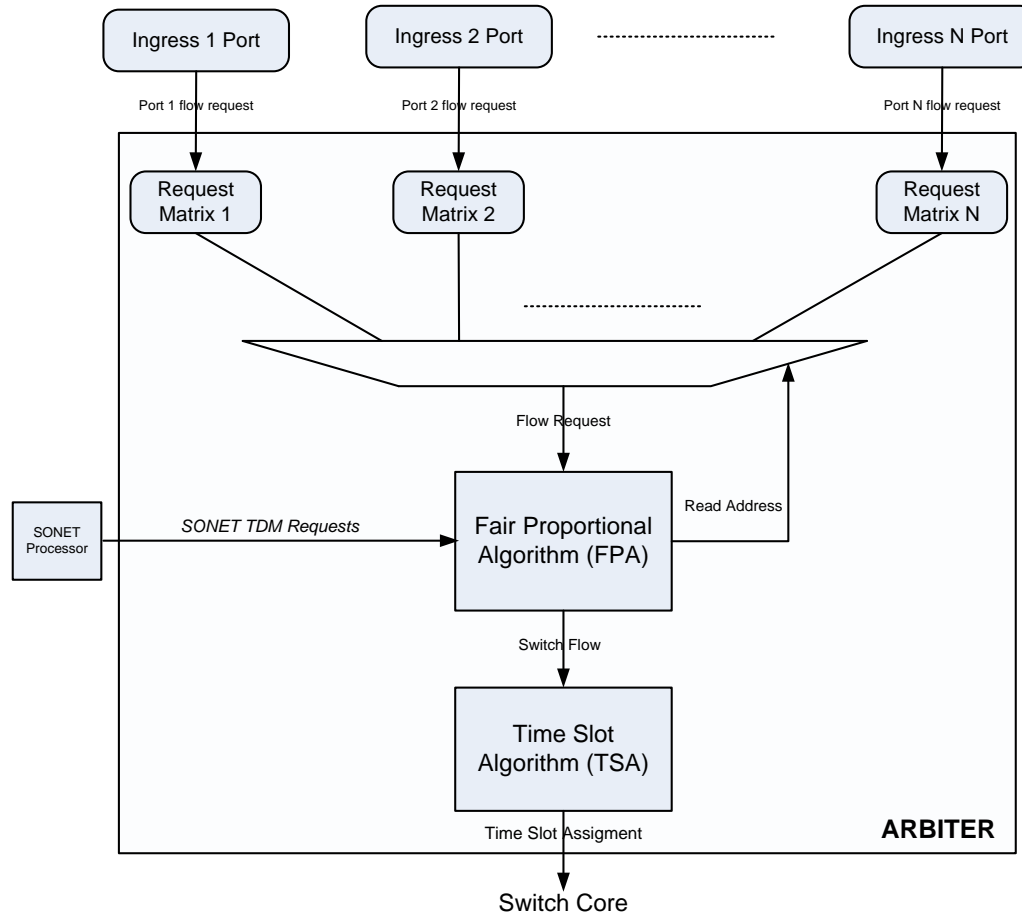 Ingress 1 Port
Ingress 2 Port
Ingress N Port
Port 1 flow request
Port 2 flow request
Port N flow request
Request
Matrix 1
Request
Matrix 2
Request
Matrix N
Flow Request
SONET
Processor
SONET TDM Requests
Fair Proportional
Algorithm (FPA)
Read Address
Switch Flow
Time Slot
Algorithm (TSA)
Time Slot Assigment
ARBITER
Switch Core